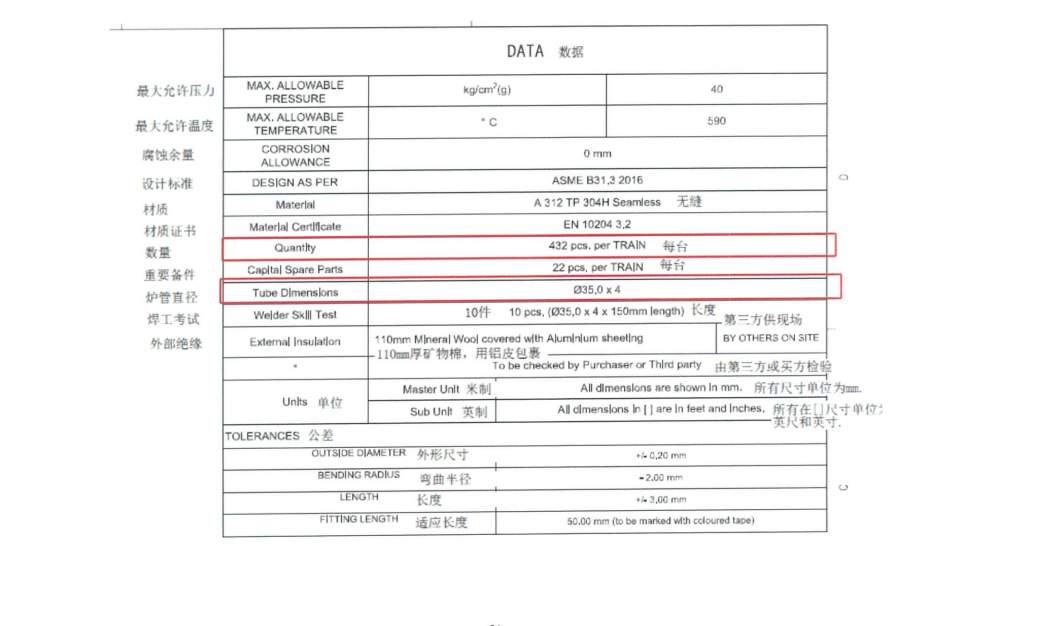 DATA 数据
最大允许压力 MAX. ALLOWABLE PRESSURE kg/cm²(g) 40
最大允许温度 MAX. ALLOWABLE TEMPERATURE ° C 590
腐蚀余量 CORROSION ALLOWANCE 0 mm
设计标准 DESIGN AS PER ASME B31,3 2016
材质 Material A 312 TP 304H Seamless 无缝
材质证书 Material Certificate EN 10204 3,2
数量 Quantity 432 pcs. per TRAIN 每台
重要备件 Capital Spare Parts 22 pcs, per TRAIN 每台
炉管直径 Tube Dimensions Ø35,0 x 4
焊工考试 Welder Skill Test 10件 10 pcs, (Ø35,0 x 4 x 150mm length) 长度
外部绝缘 External Insulation 110mm Mineral Wool covered with Aluminium sheeting 第三方供现场
110mm厚矿物棉，用铝皮包裹 BY OTHERS ON SITE
* To be checked by Purchaser or Third party 由第三方或买方检验
Units 单位 Master Unit 米制 All dimensions are shown in mm. 所有尺寸单位为mm.
Sub Unit 英制 All dimensions in [ ] are in feet and inches. 所有在[]尺寸单位为
英尺和英寸.
TOLERANCES 公差
OUTSIDE DIAMETER 外形尺寸 +/- 0,20 mm
BENDING RADIUS 弯曲半径 -2.00 mm
LENGTH 长度 +/- 3,00 mm
FITTING LENGTH 适应长度 50.00 mm (to be marked with coloured tape)